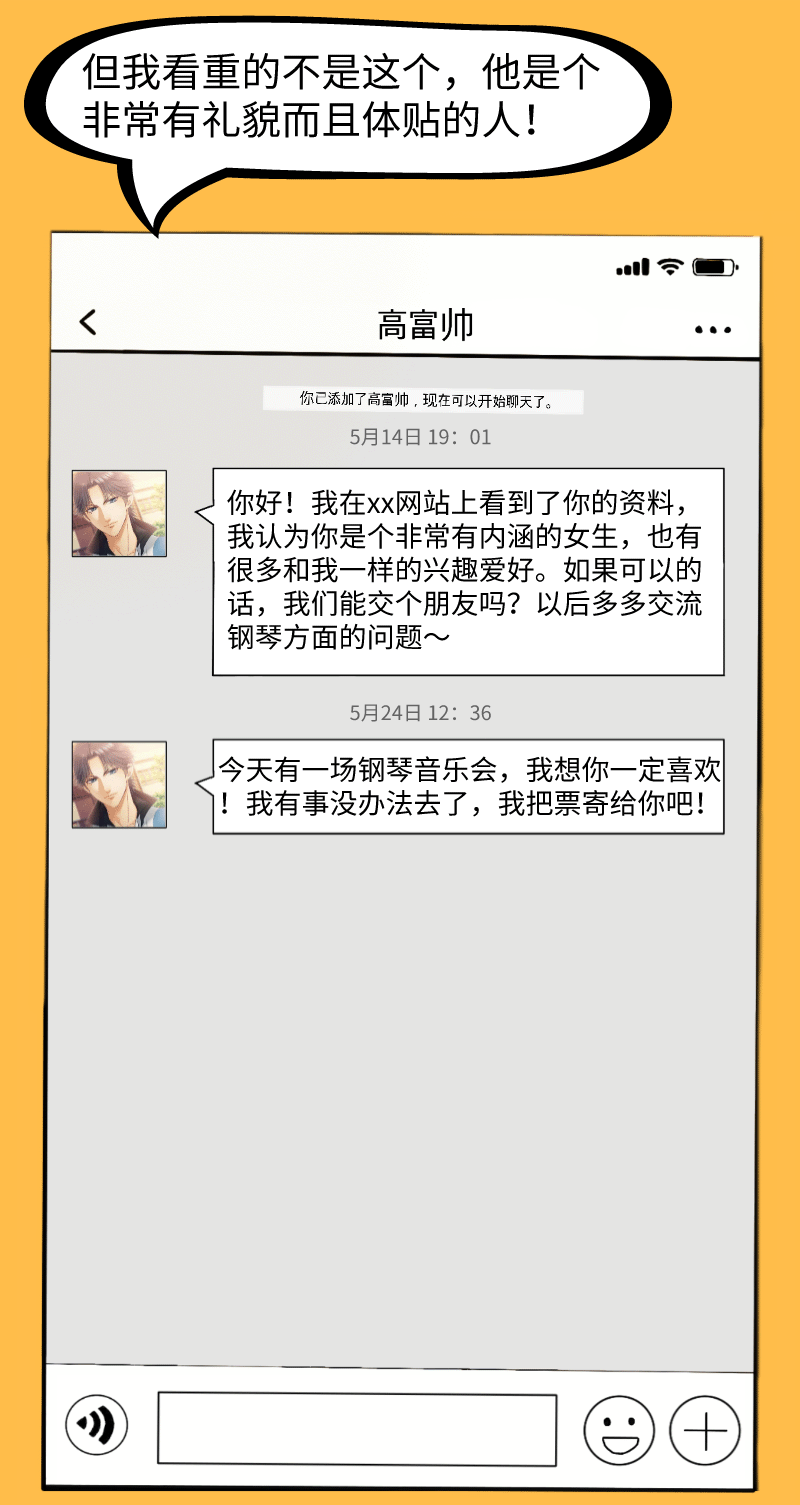 但我看重的不是这个，他是个
非常有礼貌而且体贴的人！
高富帅
你已添加了高富帅，现在可以开始聊天了。
5月14日 19：01
你好！我在xx网站上看到了你的资料，
我认为你是个非常有内涵的女生，也有
很多和我一样的兴趣爱好。如果可以的
话，我们能交个朋友吗？以后多多交流
钢琴方面的问题～
5月24日 12：36
今天有一场钢琴音乐会，我想你一定喜欢
！我有事没办法去了，我把票寄给你吧！